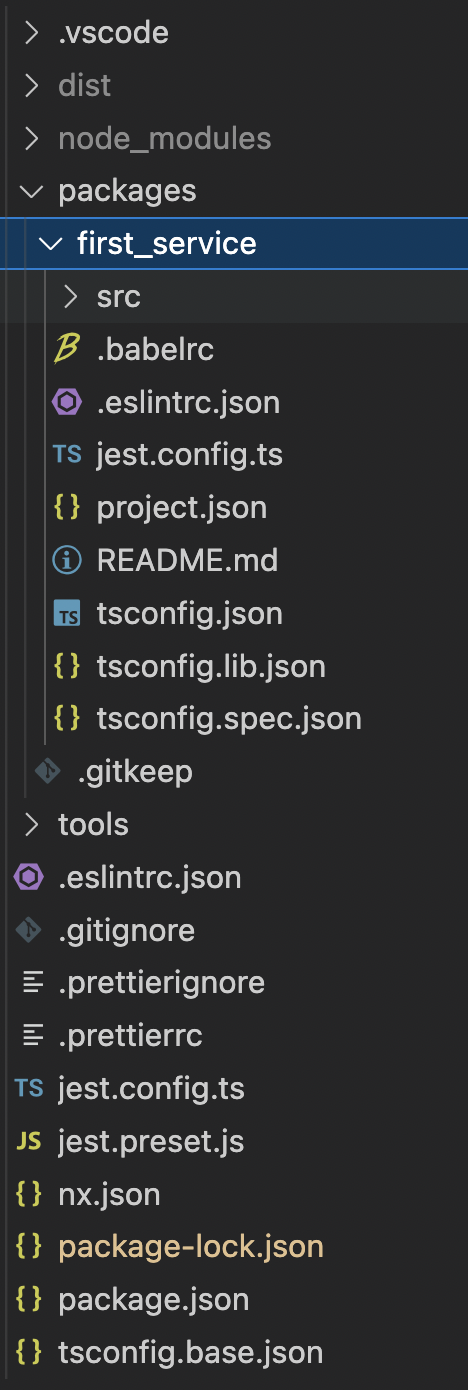 .vscode
dist
node_modules
packages
first_service
src
.babelrc
.eslintrc.json
TS jest.config.ts
{} project.json
README.md
TS tsconfig.json
{} tsconfig.lib.json
{} tsconfig.spec.json
.gitkeep
tools
.eslintrc.json
.gitignore
.prettierignore
.prettierrc
TS jest.config.ts
JS jest.preset.js
{} nx.json
{} package-lock.json
{} package.json
{} tsconfig.base.json